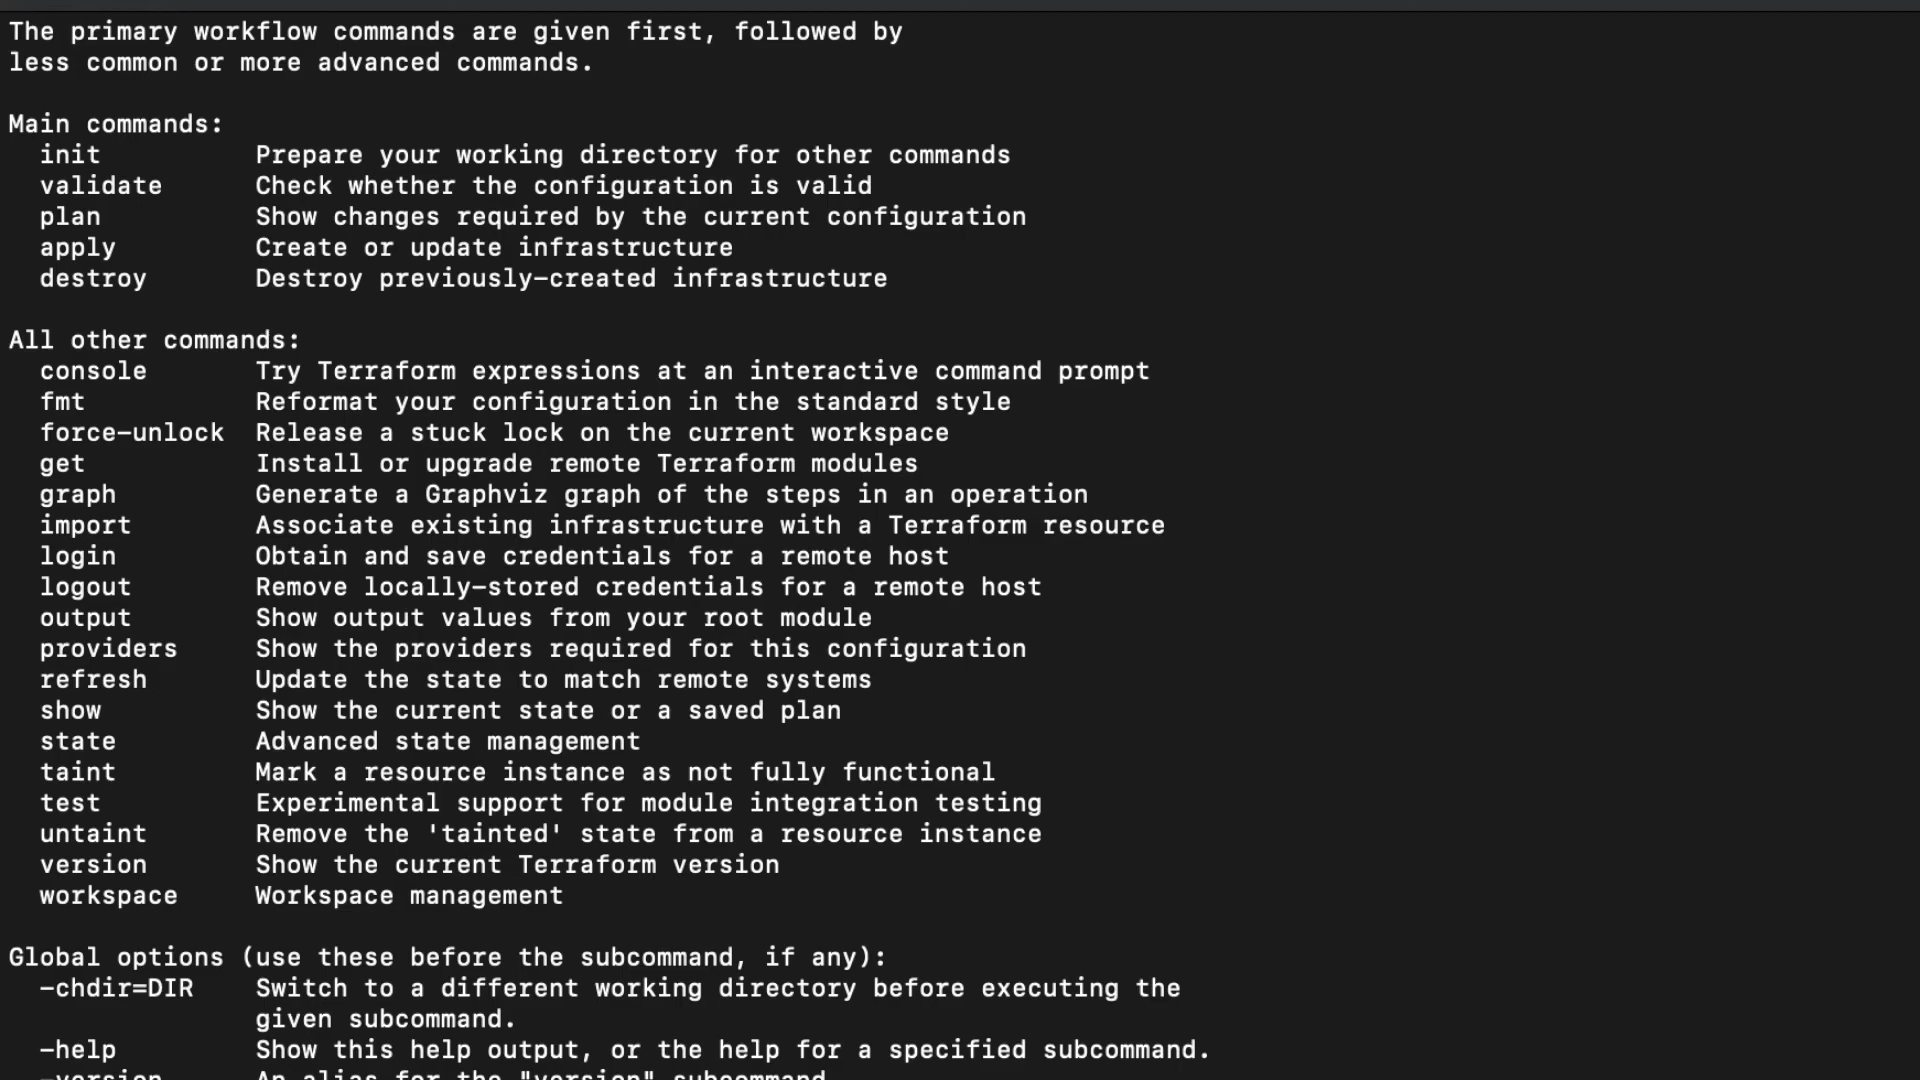 The primary workflow commands are given first, followed by
less common or more advanced commands.
Main commands:
init Prepare your working directory for other commands
validate Check whether the configuration is valid
plan Show changes required by the current configuration
apply Create or update infrastructure
destroy Destroy previously-created infrastructure
All other commands:
console Try Terraform expressions at an interactive command prompt
fmt Reformat your configuration in the standard style
force-unlock Release a stuck lock on the current workspace
get Install or upgrade remote Terraform modules
graph Generate a Graphviz graph of the steps in an operation
import Associate existing infrastructure with a Terraform resource
login Obtain and save credentials for a remote host
logout Remove locally-stored credentials for a remote host
output Show output values from your root module
providers Show the providers required for this configuration
refresh Update the state to match remote systems
show Show the current state or a saved plan
state Advanced state management
taint Mark a resource instance as not fully functional
test Experimental support for module integration testing
untaint Remove the 'tainted' state from a resource instance
version Show the current Terraform version
workspace Workspace management
Global options (use these before the subcommand, if any):
-chdir=DIR Switch to a different working directory before executing the
given subcommand.
-help Show this help output, or the help for a specified subcommand.
-version An alias for the "version" subcommand.